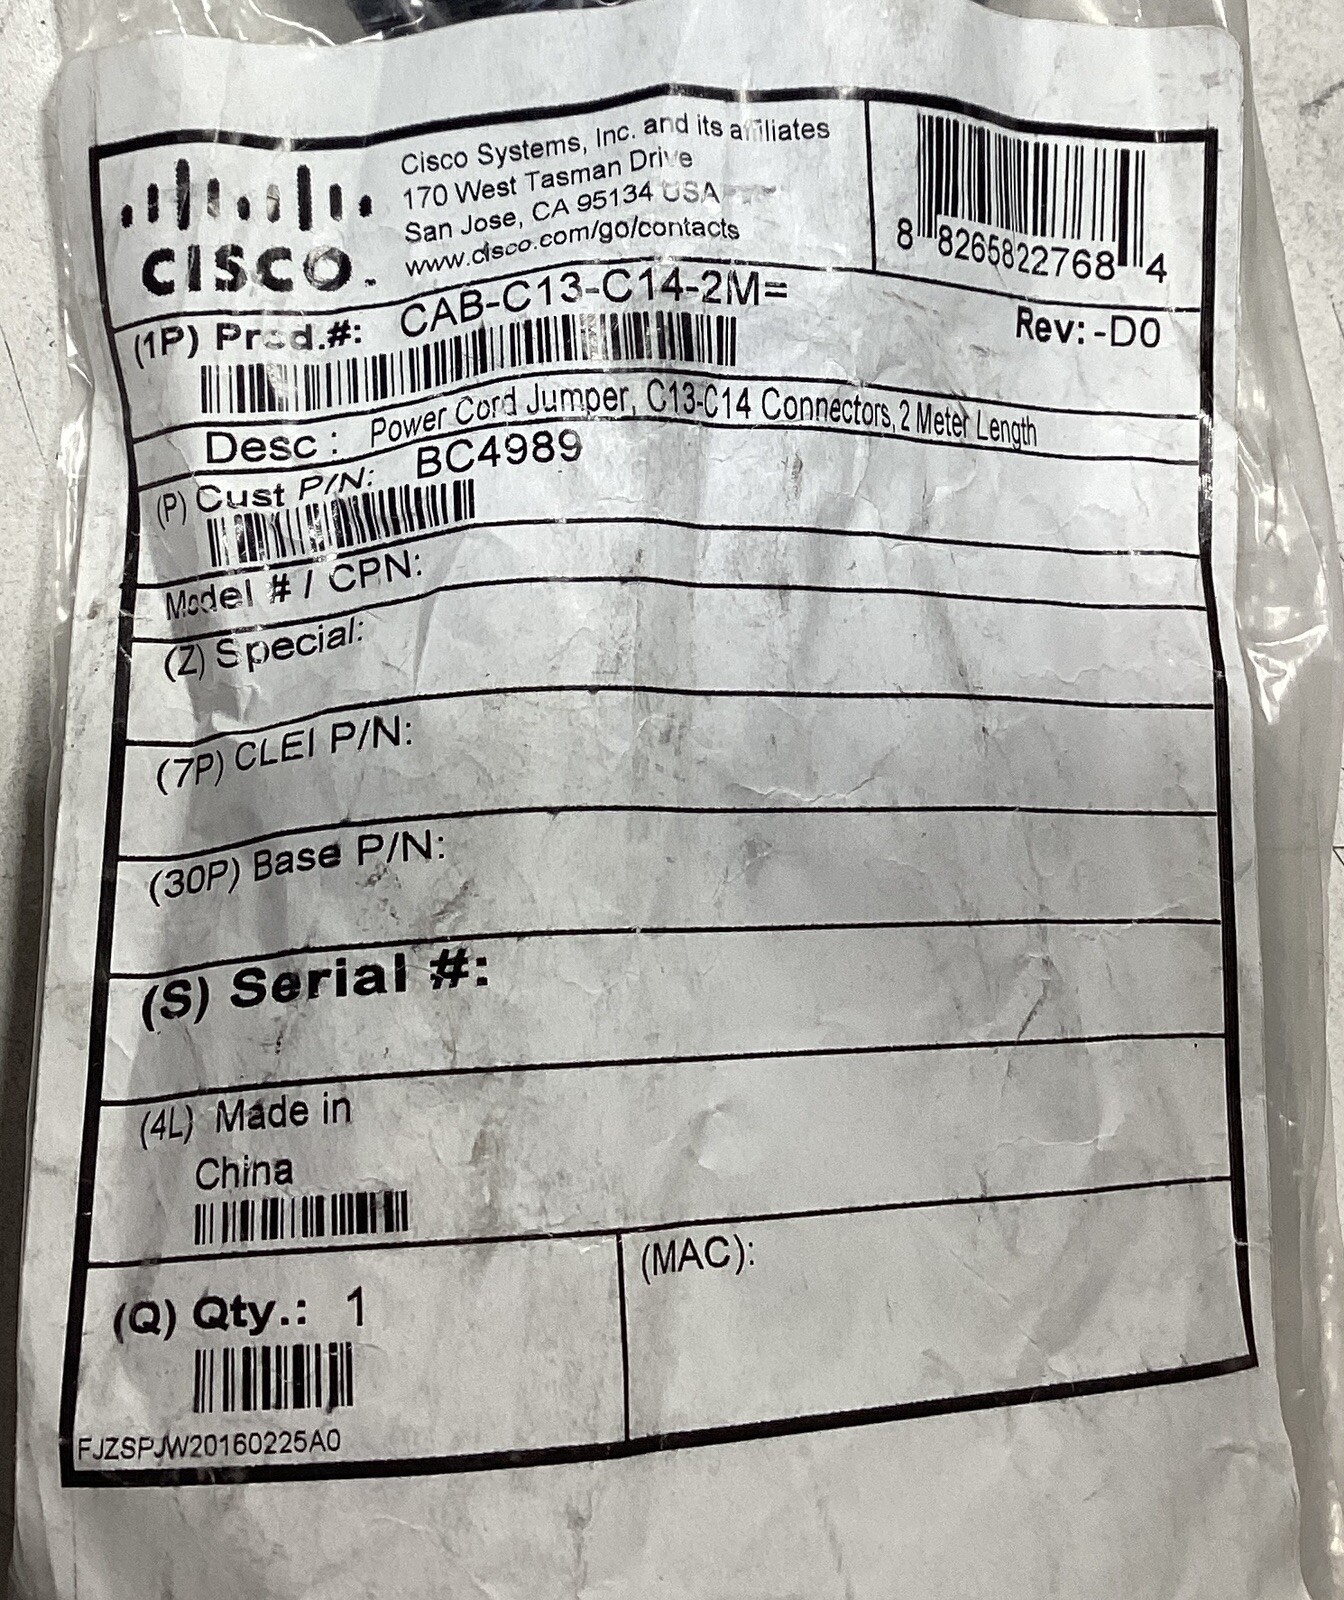 Cisco Systems, Inc. and its affiliates
170 West Tasman Drive
San Jose, CA 95134 USA
www.cisco.com/go/contacts
CISCO.
8 8265822768 4
(1P) Prod.#: CAB-C13-C14-2M=
Rev: -D0
Desc : Power Cord Jumper, C13-C14 Connectors, 2 Meter Length
(P) Cust P/N: BC4989
Model # / CPN:
(Z) Special:
(7P) CLEI P/N:
(30P) Base P/N:
(S) Serial #:
(4L) Made in
China
(Q) Qty.: 1
(MAC):
FJZSPJW20160225A0